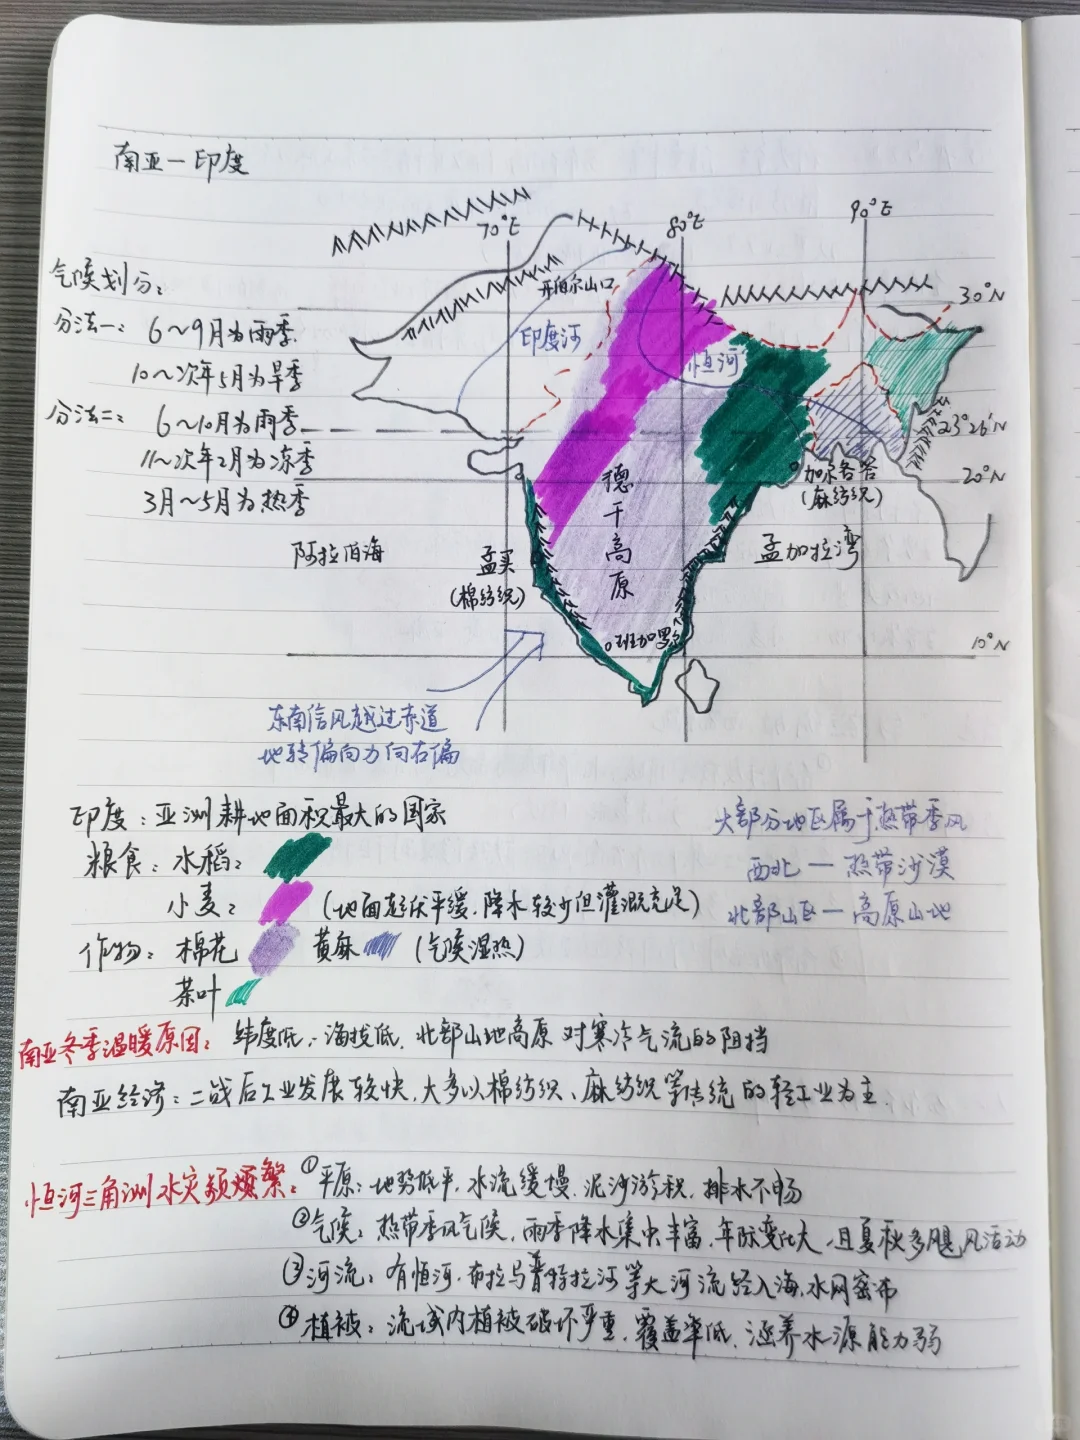 南亚—印度
70°E
80°E
90°E
气候划分:
分法一: 6~9月为雨季
10~次年5月为旱季
分法二: 6~10月为雨季
11~次年2月为凉季
3月~5月为热季
开伯尔山口
印度河
恒河
30°N
23°26′N
20°N
10°N
德干高原
加尔各答
(麻纺织)
阿拉伯海
孟买
(棉纺织)
孟加拉湾
班加罗尔
东南信风越过赤道
地转偏向力向右偏
印度:亚洲耕地面积最大的国家
粮食:水稻:
小麦: (地面起伏平缓,降水较少但灌溉充足)
作物:棉花 黄麻 (气候湿热)
茶叶
大部分地区属于热带季风
西北—热带沙漠
北部山区—高原山地
南亚冬季温暖原因: 纬度低,海拔低,北部山地高原对寒冷气流的阻挡
南亚经济:二战后工业发展较快,大多以棉纺织、麻纺织等传统的轻工业为主.
恒河三角洲水灾频繁: ①平原:地势低平,水流缓慢,泥沙淤积,排水不畅
②气候:热带季风气候,雨季降水集中丰富,年际变化大,且夏秋多飓风活动
③河流:有恒河,布拉马普特拉河等大河流经入海,水网密布
④植被:流域内植被破坏严重,覆盖率低,涵养水源能力弱